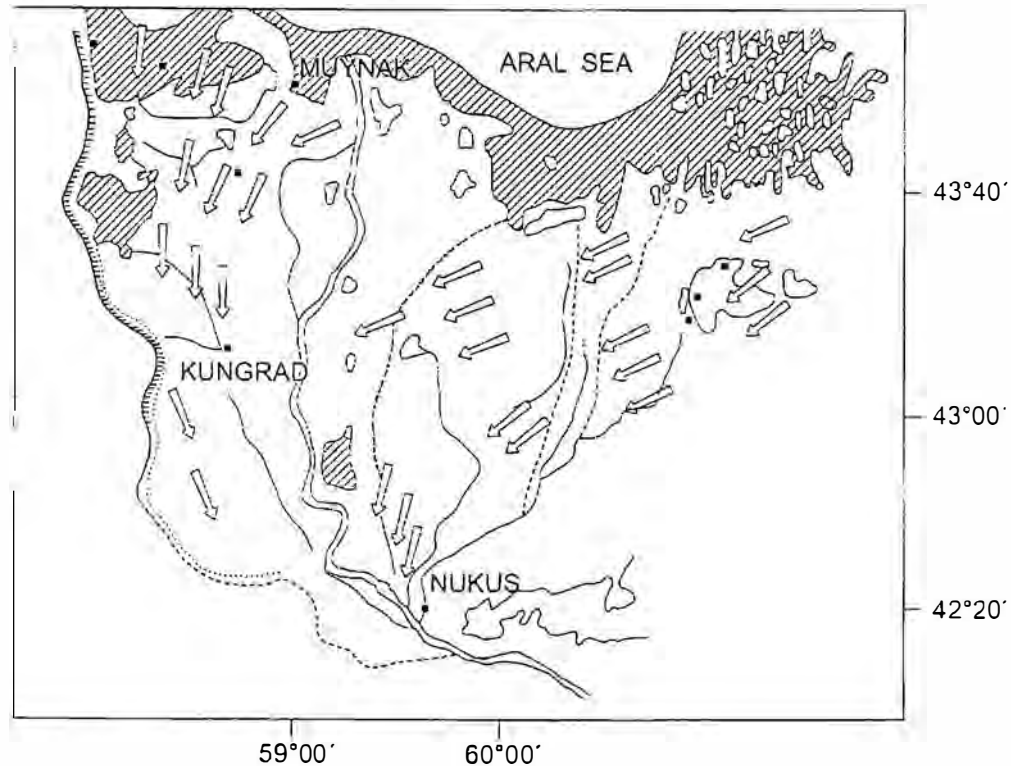 ARAL SEA
MUYNAK
43°40′
KUNGRAD
43°00′
NUKUS
42°20′
59°00′
60°00′